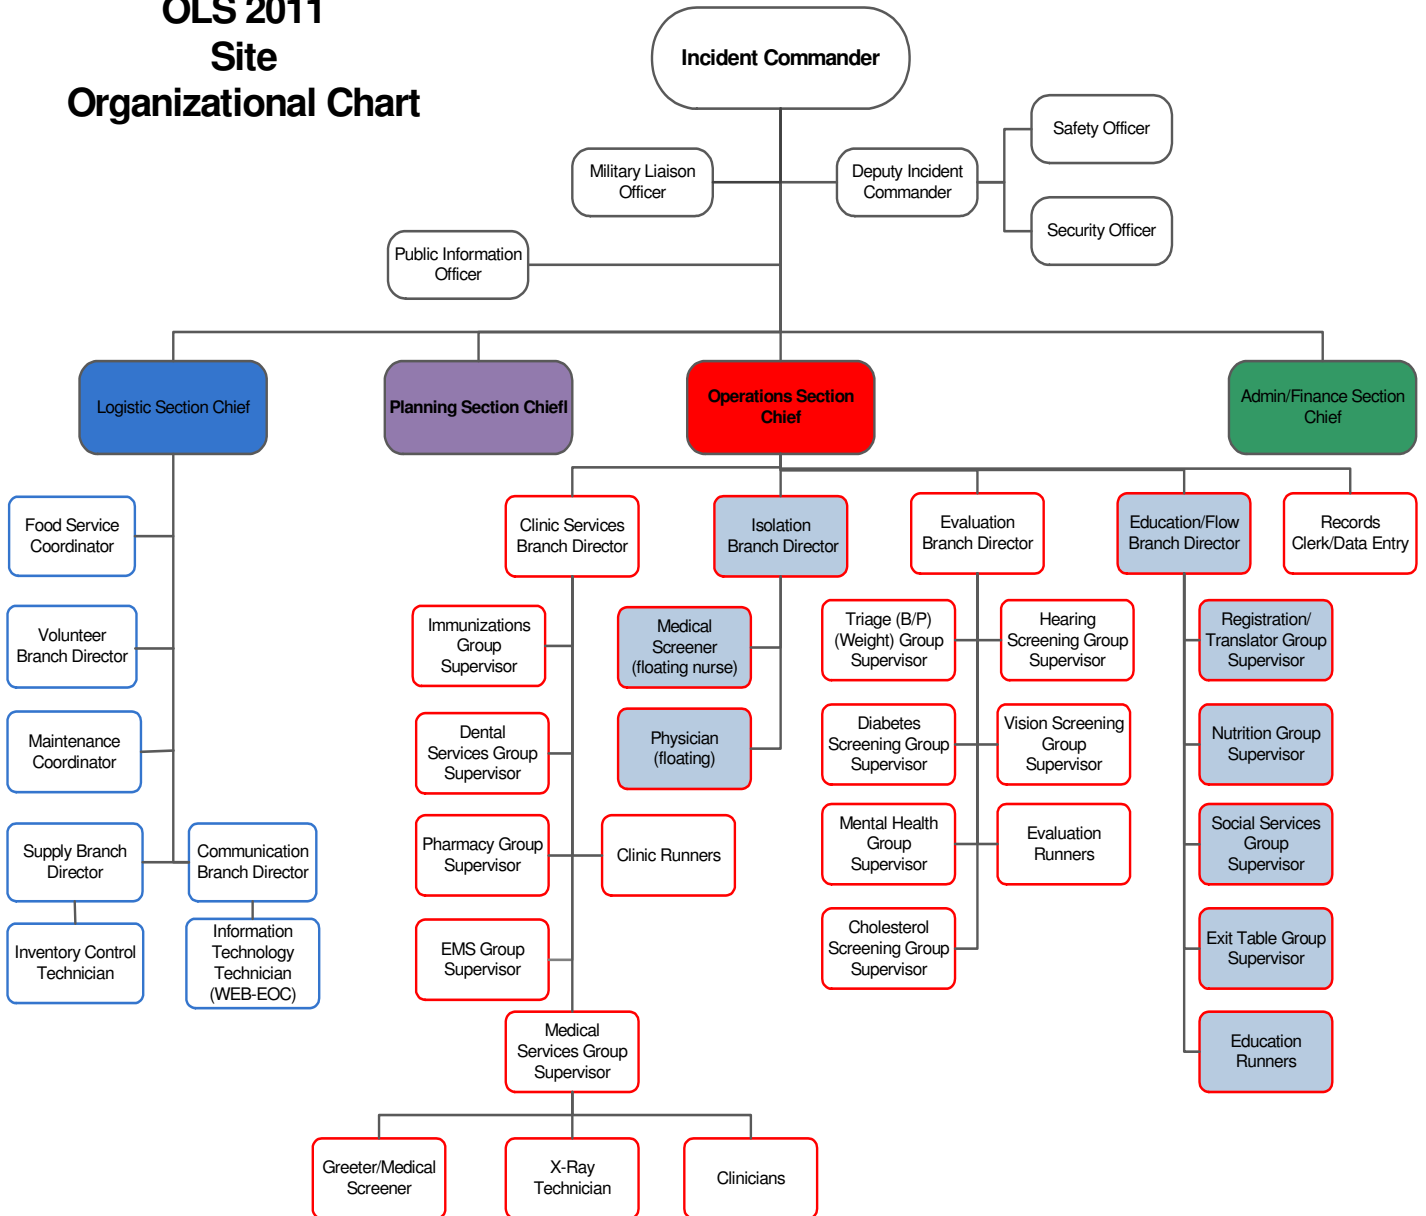 OLS 2011
Site
Organizational Chart
Incident Commander
Safety Officer
Military Liaison
Officer
Deputy Incident
Commander
Security Officer
Public Information
Officer
Logistic Section Chief
Planning Section Chiefl
Operations Section
Chief
Admin/Finance Section
Chief
Food Service
Coordinator
Clinic Services
Branch Director
Isolation
Branch Director
Evaluation
Branch Director
Education/Flow
Branch Director
Records
Clerk/Data Entry
Volunteer
Branch Director
Immunizations
Group
Supervisor
Medical
Screener
(floating nurse)
Triage (B/P)
(Weight) Group
Supervisor
Hearing
Screening Group
Supervisor
Registration/
Translator Group
Supervisor
Maintenance
Coordinator
Dental
Services Group
Supervisor
Physician
(floating)
Diabetes
Screening Group
Supervisor
Vision Screening
Group
Supervisor
Nutrition Group
Supervisor
Supply Branch
Director
Communication
Branch Director
Pharmacy Group
Supervisor
Clinic Runners
Mental Health
Group
Supervisor
Evaluation
Runners
Social Services
Group
Supervisor
Inventory Control
Technician
Information
Technology
Technician
(WEB-EOC)
EMS Group
Supervisor
Cholesterol
Screening Group
Supervisor
Exit Table Group
Supervisor
Medical
Services Group
Supervisor
Education
Runners
Greeter/Medical
Screener
X-Ray
Technician
Clinicians